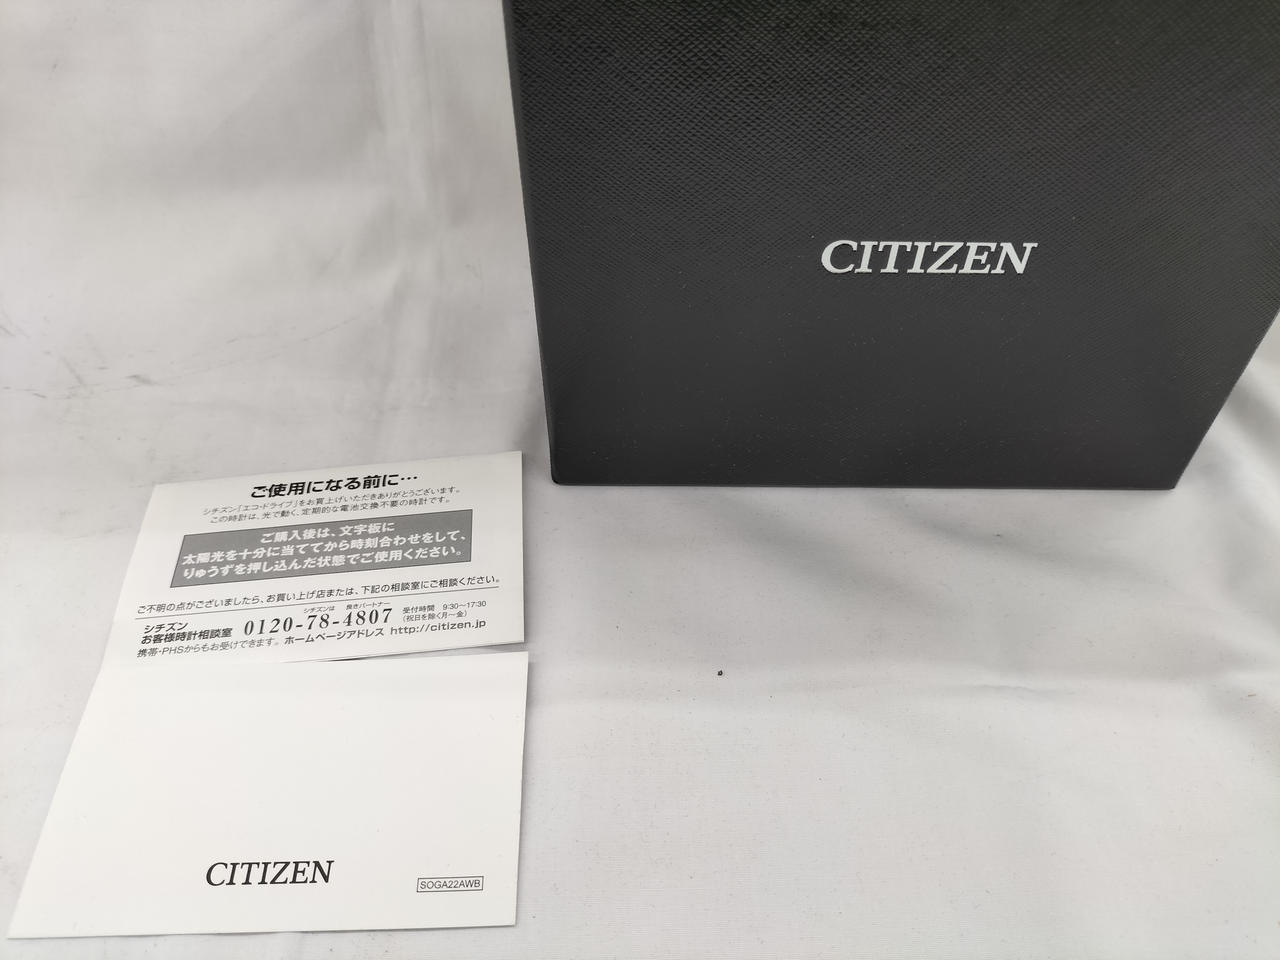 CITIZEN
ご使用になる前に…
シチズン「エコ・ドライブ」をお買上げいただきありがとうございます。
この時計は、光で動く、定期的な電池交換不要の時計です。
ご購入後は、文字板に
太陽光を十分に当ててから時刻合わせをして、
りゅうずを押し込んだ状態でご使用ください。
ご不明の点がございましたら、お買い上げ店または、下記の相談室にご相談ください。
シチズンは 良きパートナー
シチズン
お客様時計相談室 0120-78-4807 受付時間 9:30〜17:30
(祝日を除く月〜金)
携帯・PHSからもお受けできます。ホームページアドレス http://citizen.jp
CITIZEN
SOGA22AWB